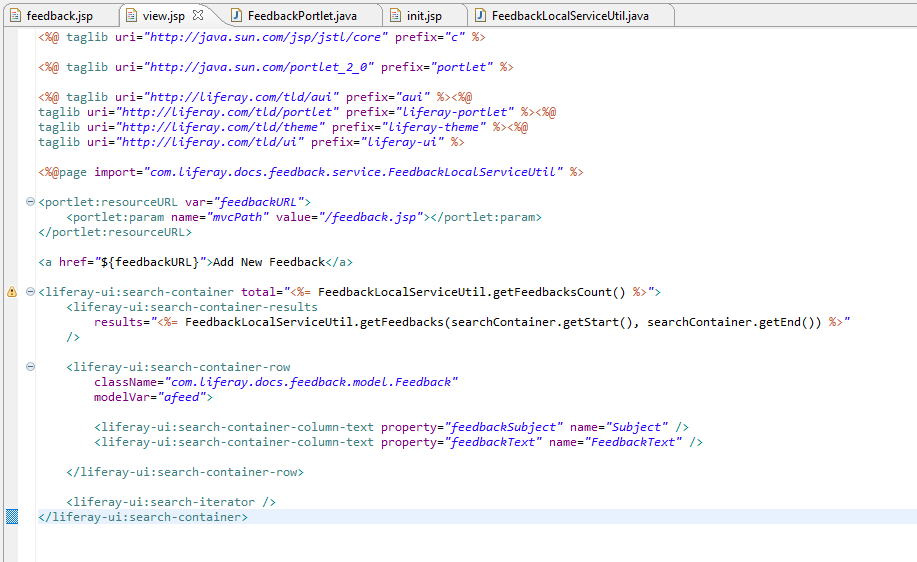 feedback.jsp view.jsp FeedbackPortlet.java init.jsp FeedbackLocalServiceUtil.java
<%@ taglib uri="http://java.sun.com/jsp/jstl/core" prefix="c" %>
<%@ taglib uri="http://java.sun.com/portlet_2_0" prefix="portlet" %>
<%@ taglib uri="http://liferay.com/tld/aui" prefix="aui" %><%@
taglib uri="http://liferay.com/tld/portlet" prefix="liferay-portlet" %><%@
taglib uri="http://liferay.com/tld/theme" prefix="liferay-theme" %><%@
taglib uri="http://liferay.com/tld/ui" prefix="liferay-ui" %>
<%@page import="com.liferay.docs.feedback.service.FeedbackLocalServiceUtil" %>
<portlet:resourceURL var="feedbackURL">
<portlet:param name="mvcPath" value="/feedback.jsp"></portlet:param>
</portlet:resourceURL>
<a href="${feedbackURL}">Add New Feedback</a>
<liferay-ui:search-container total="<%= FeedbackLocalServiceUtil.getFeedbacksCount() %>">
<liferay-ui:search-container-results
results="<%= FeedbackLocalServiceUtil.getFeedbacks(searchContainer.getStart(), searchContainer.getEnd()) %>"
/>
<liferay-ui:search-container-row
className="com.liferay.docs.feedback.model.Feedback"
modelVar="afeed">
<liferay-ui:search-container-column-text property="feedbackSubject" name="Subject" />
<liferay-ui:search-container-column-text property="feedbackText" name="FeedbackText" />
</liferay-ui:search-container-row>
<liferay-ui:search-iterator />
</liferay-ui:search-container>